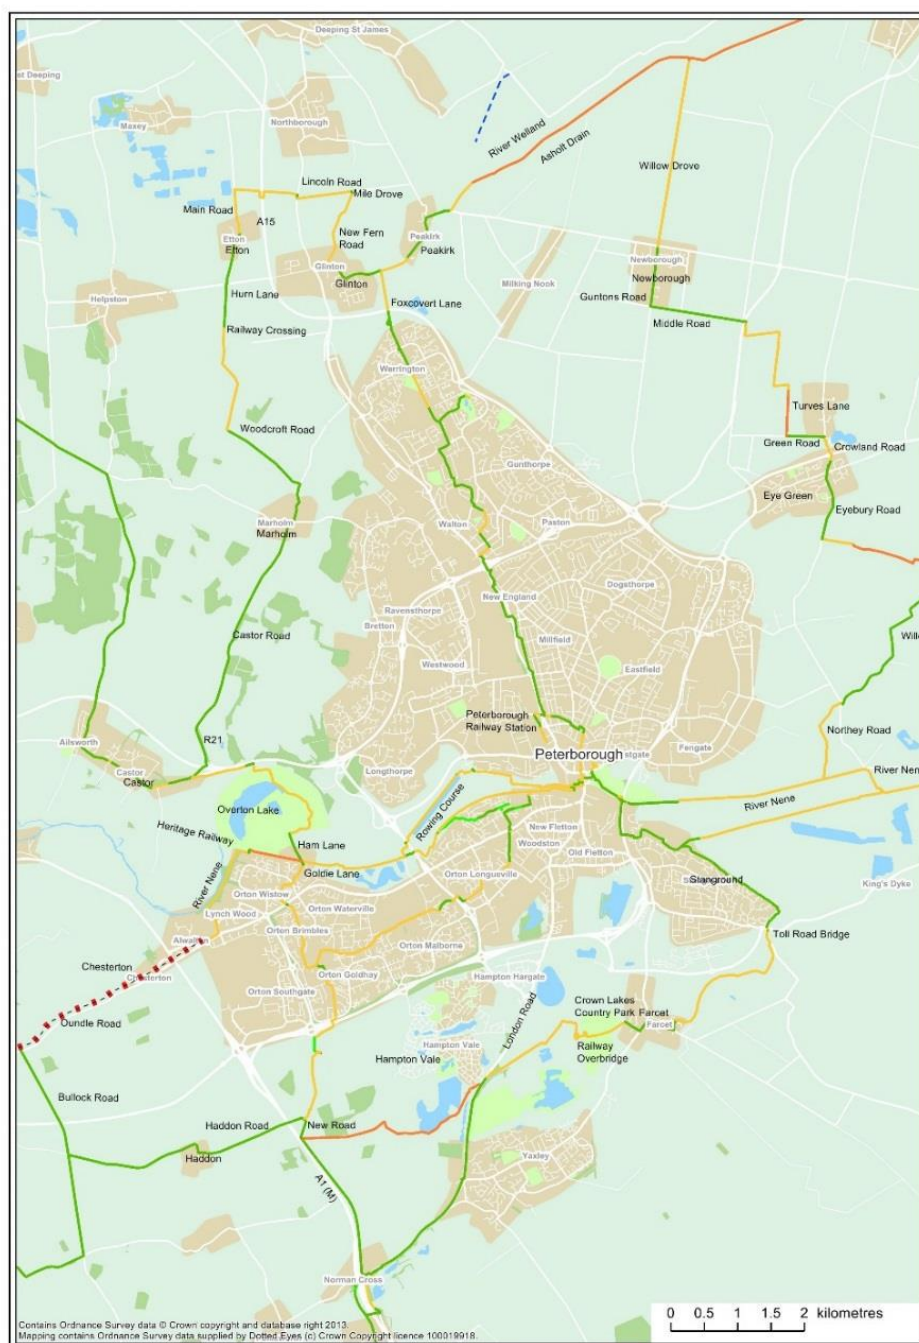 Deeping St James
st Deeping
Maxey
Northborough
River Welland
Asholt Drain
Willow Drove
Lincoln Road
Mile Drove
Main Road
A15
New Fern
Road
Peakirk
Peakirk
Etton
Etton
Glinton
Glinton
Newborough
Newborough
Milking Nook
Guntons Road
Hurn Lane
Helpston
Foxcovert Lane
Middle Road
Railway Crossing
Werrington
Turves Lane
Woodcroft Road
Green Road
Crowland Road
Gunthorpe
Eye Green
Eyebury Road
Marholm
Marholm
Walton
Paston
Dogsthorpe
New England
Ravensthorpe
Bretton
Castor Road
Millfield
Westwood
Eastfield
Will
Peterborough
Railway Station
Northey Road
R21
Ailsworth
Peterborough
stgate
Fengate
Castor
Castor
Longthorpe
River Nen
River Nene
Overton Lake
Rowing Course
Heritage Railway
Ham Lane
New Fletton
Woodston
Old Fletton
Goldie Lane
River Nene
Orton Longueville
Stanground
King's Dyke
Orton Wistow
Lynch Wood
Orton Waterville
Orton Brimbles
Toll Road Bridge
Alwalton
Orton Malborne
Chesterton
Chesterton
Orton Goldhay
Hampton Hargate
Orton Southgate
Crown Lakes
Country Park
Farcet
Oundle Road
London Road
Farcet
Hampton Vale
Hampton Vale
Railway
Overbridge
Bullock Road
Haddon Road
New Road
Haddon
Yaxley
A1 (M)
Norman Cross
Contains Ordnance Survey data © Crown copyright and database right 2013.
Mapping contains Ordnance Survey data supplied by Dotted Eyes (c) Crown Copyright licence 100019918.
0 0.5 1 1.5 2 kilometres